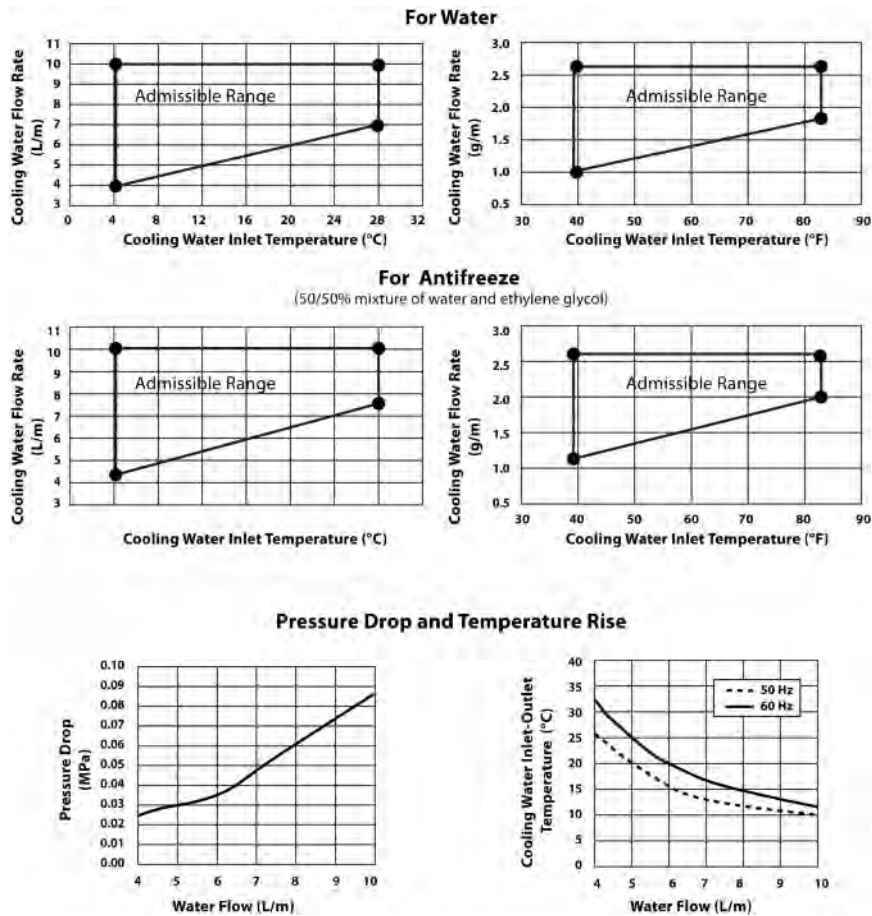 For Water
Cooling Water Flow Rate
(L/m)
11
10
9
8
7
6
5
4
3
Admissible Range
0 4 8 12 16 20 24 28 32
Cooling Water Inlet Temperature (°C)
Cooling Water Flow Rate
(g/m)
3.0
2.5
2.0
1.5
1.0
0.5
Admissible Range
30 40 50 60 70 80 90
Cooling Water Inlet Temperature (°F)
For Antifreeze
(50/50% mixture of water and ethylene glycol)
Cooling Water Flow Rate
(L/m)
11
10
9
8
7
6
5
4
3
Admissible Range
Cooling Water Inlet Temperature (°C)
Cooling Water Flow Rate
(g/m)
3.0
2.5
2.0
1.5
1.0
0.5
Admissible Range
30 40 50 60 70 80 90
Cooling Water Inlet Temperature (°F)
Pressure Drop and Temperature Rise
Pressure Drop
(MPa)
0.10
0.09
0.08
0.07
0.06
0.05
0.04
0.03
0.02
0.01
0.00
4 5 6 7 8 9 10
Water Flow (L/m)
Cooling Water Inlet-Outlet
Temperature (°C)
40
35
30
25
20
15
10
5
0
50 Hz
60 Hz
4 5 6 7 8 9 10
Water Flow (L/m)